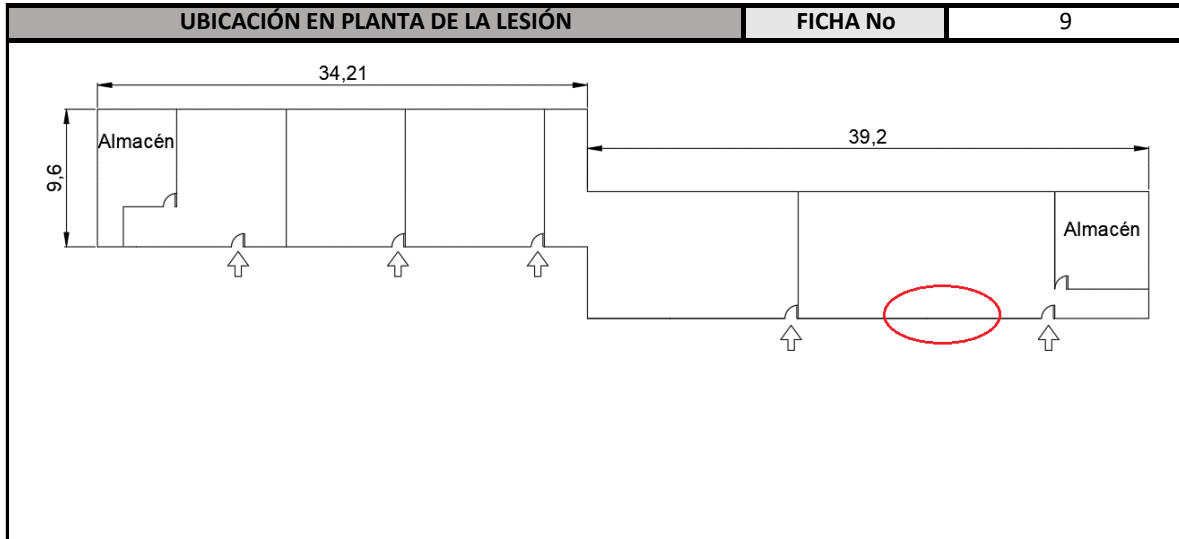 UBICACIÓN EN PLANTA DE LA LESIÓN FICHA No 9
34,21
39,2
9,6
Almacén
Almacén